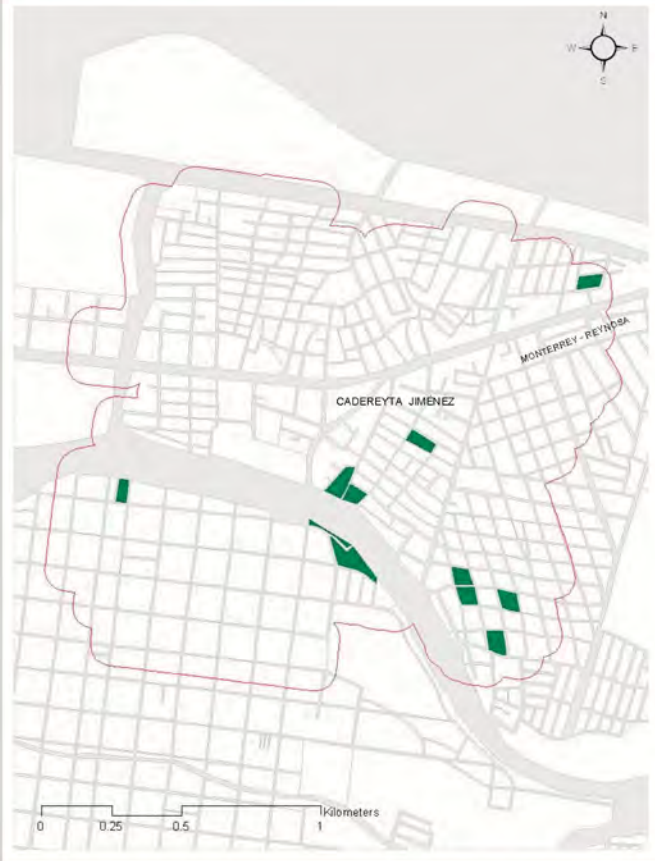 N
W E
S
MONTERREY - REYNOSA
CADEREYTA JIMENEZ
Kilometers
0 0.25 0.5 1